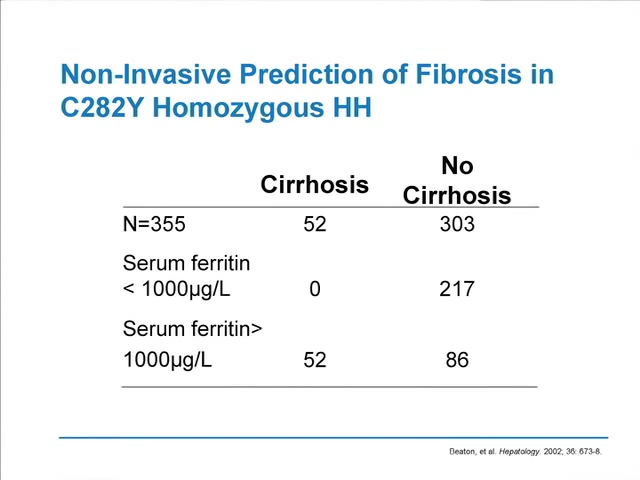 Non-Invasive Prediction of Fibrosis in
C282Y Homozygous HH
Cirrhosis
No
Cirrhosis
N=355 52 303
Serum ferritin
< 1000µg/L 0 217
Serum ferritin>
1000µg/L 52 86
Beaton, et al. Hepatology. 2002; 36: 673-8.